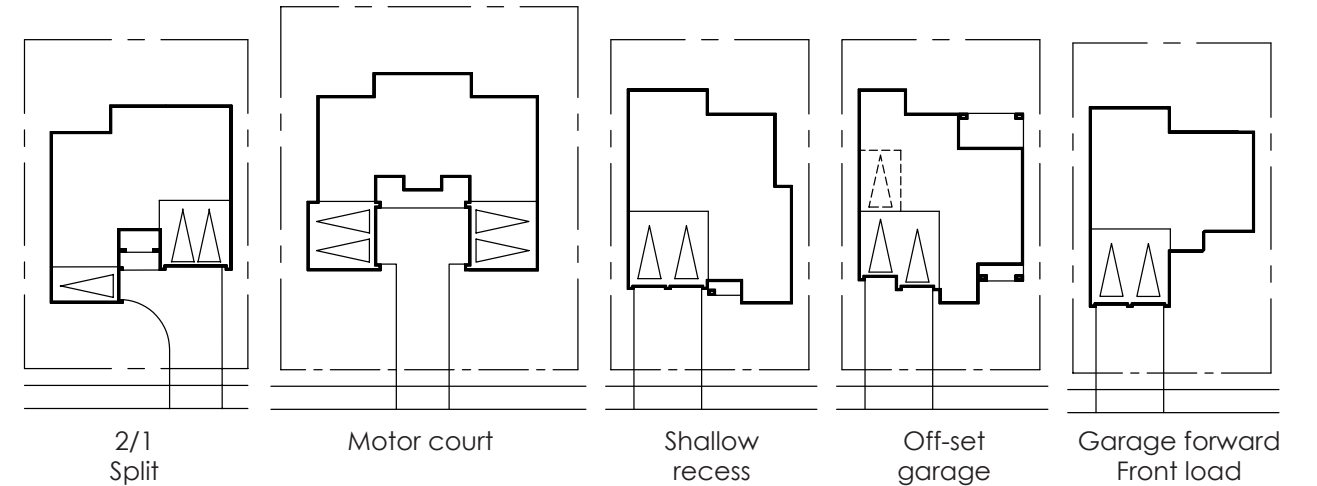 2/1
Split
Motor court
Shallow
recess
Off-set
garage
Garage forward
Front load